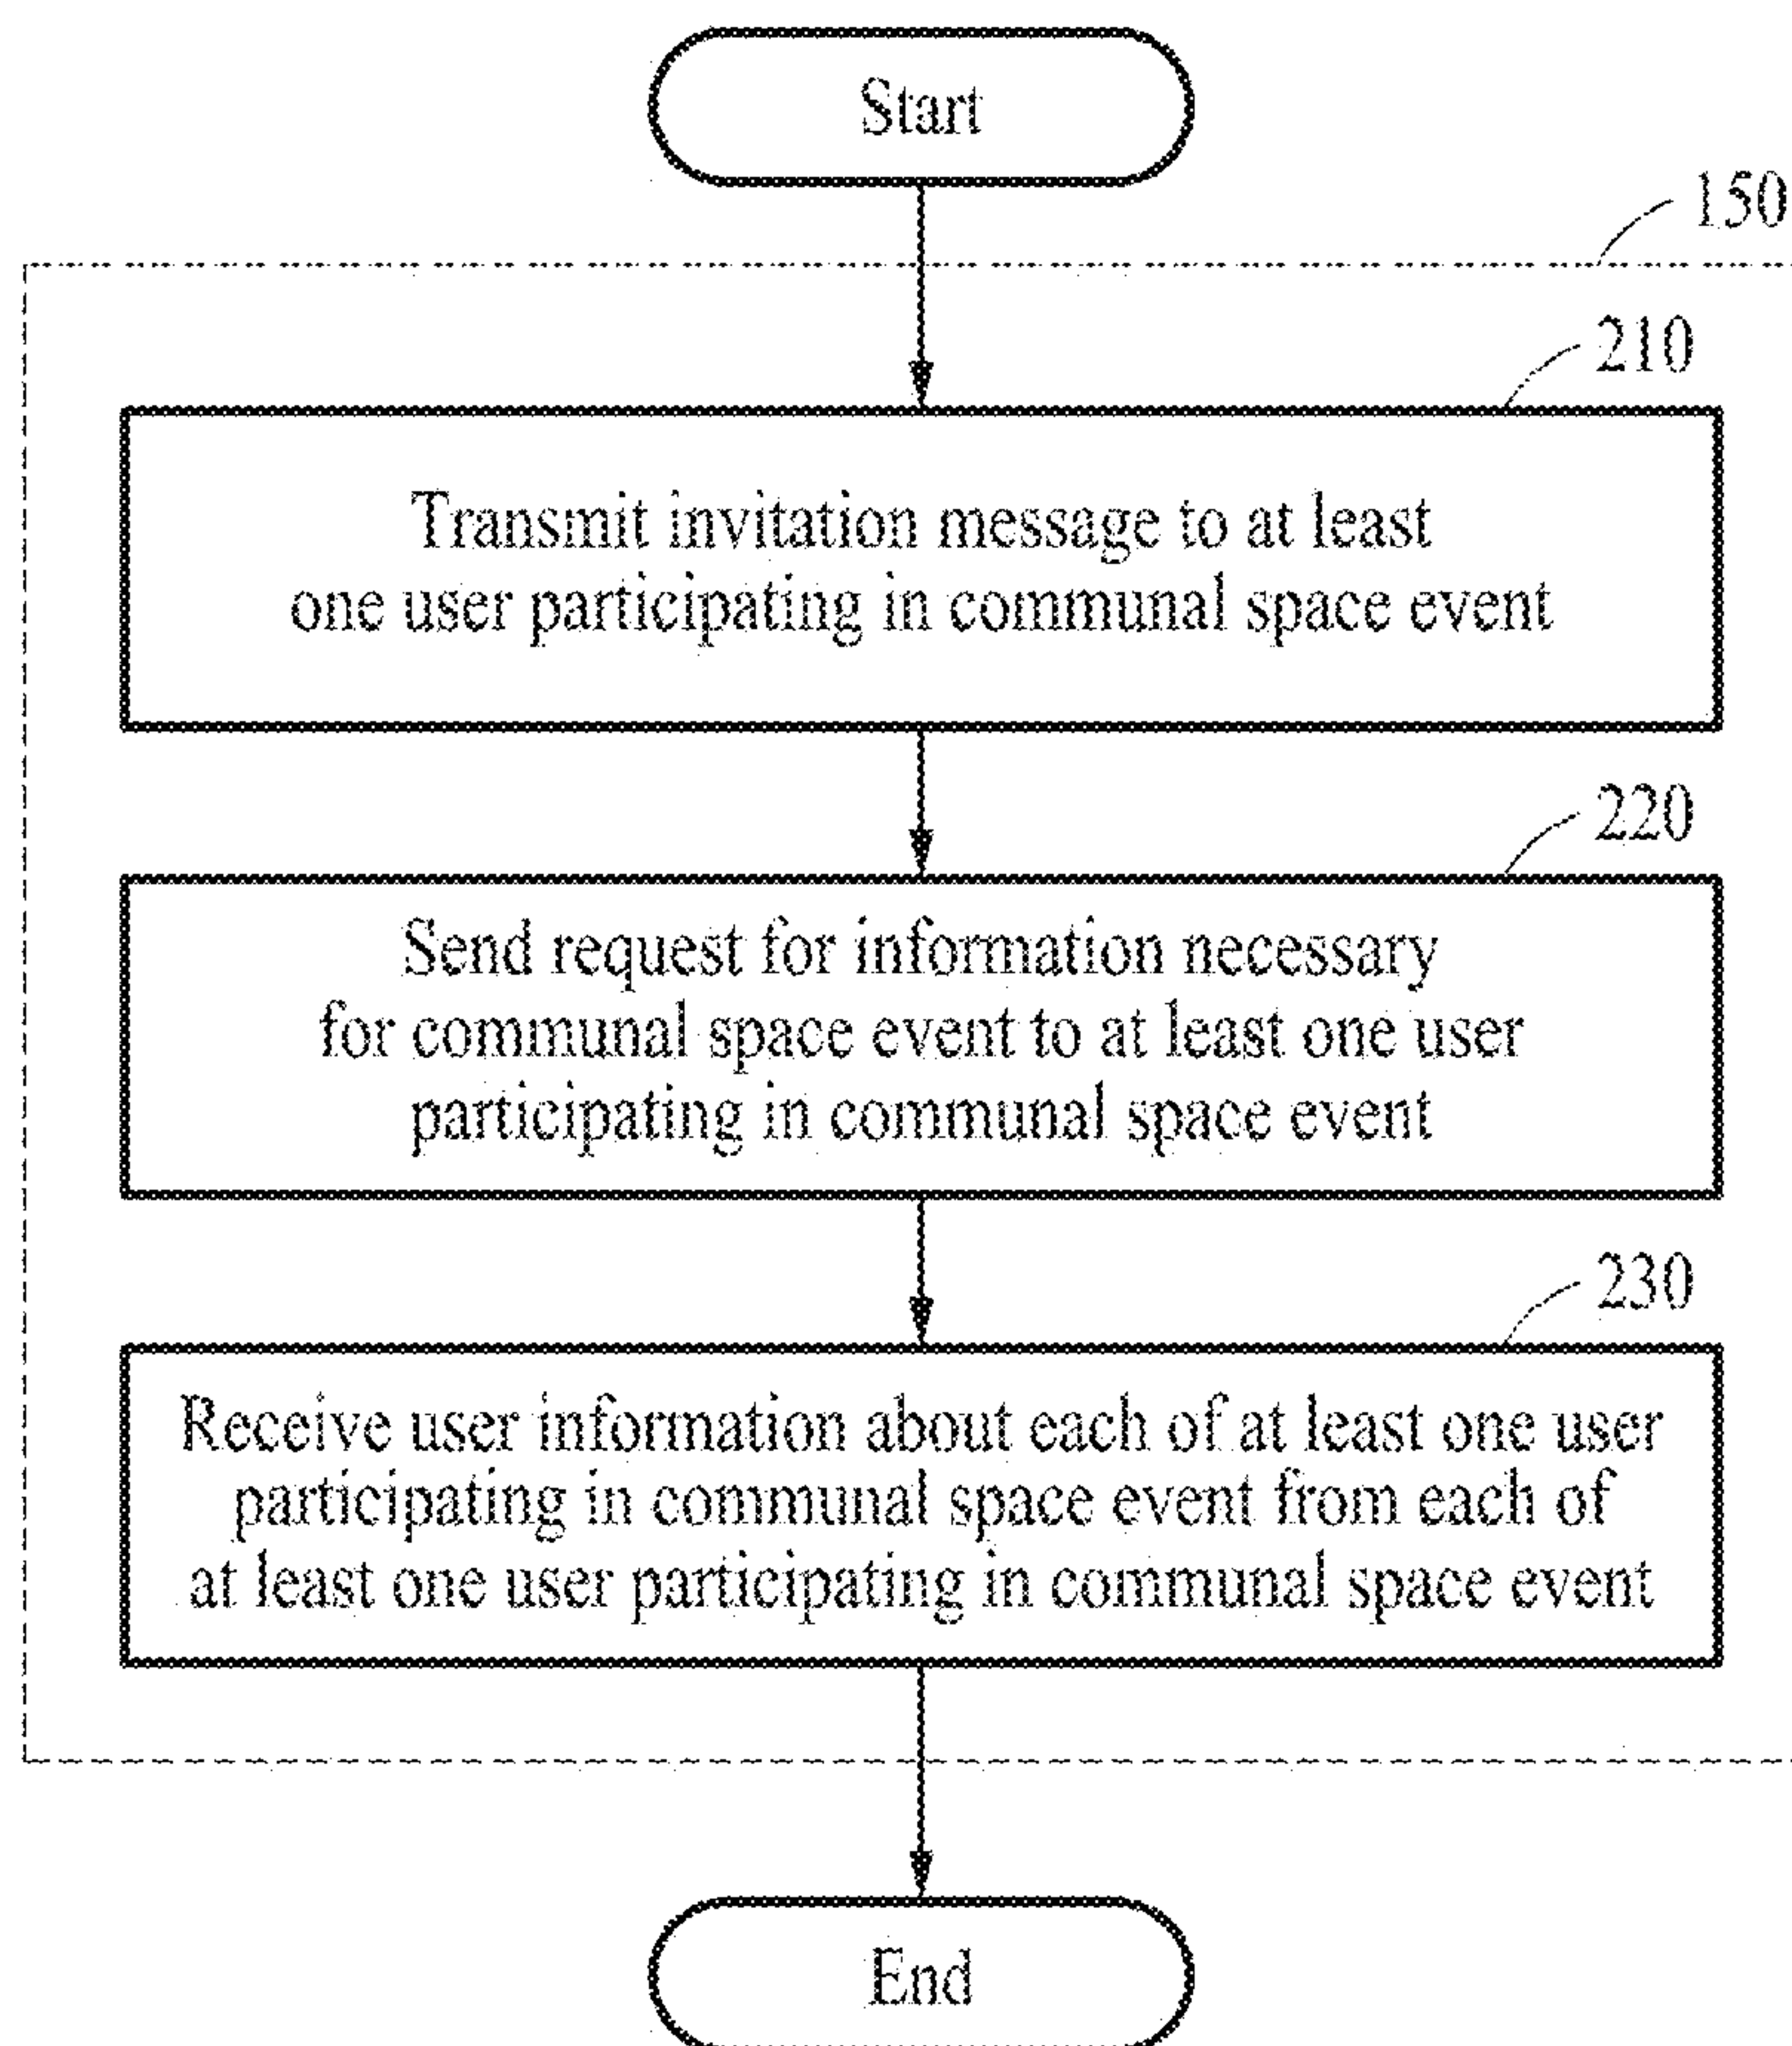 Start
150
210
Transmit invitation message to at least
one user participating in communal space event
220
Send request for information necessary
for communal space event to at least one user
participating in communal space event
230
Receive user information about each of at least one user
participating in communal space event from each of
at least one user participating in communal space event
End